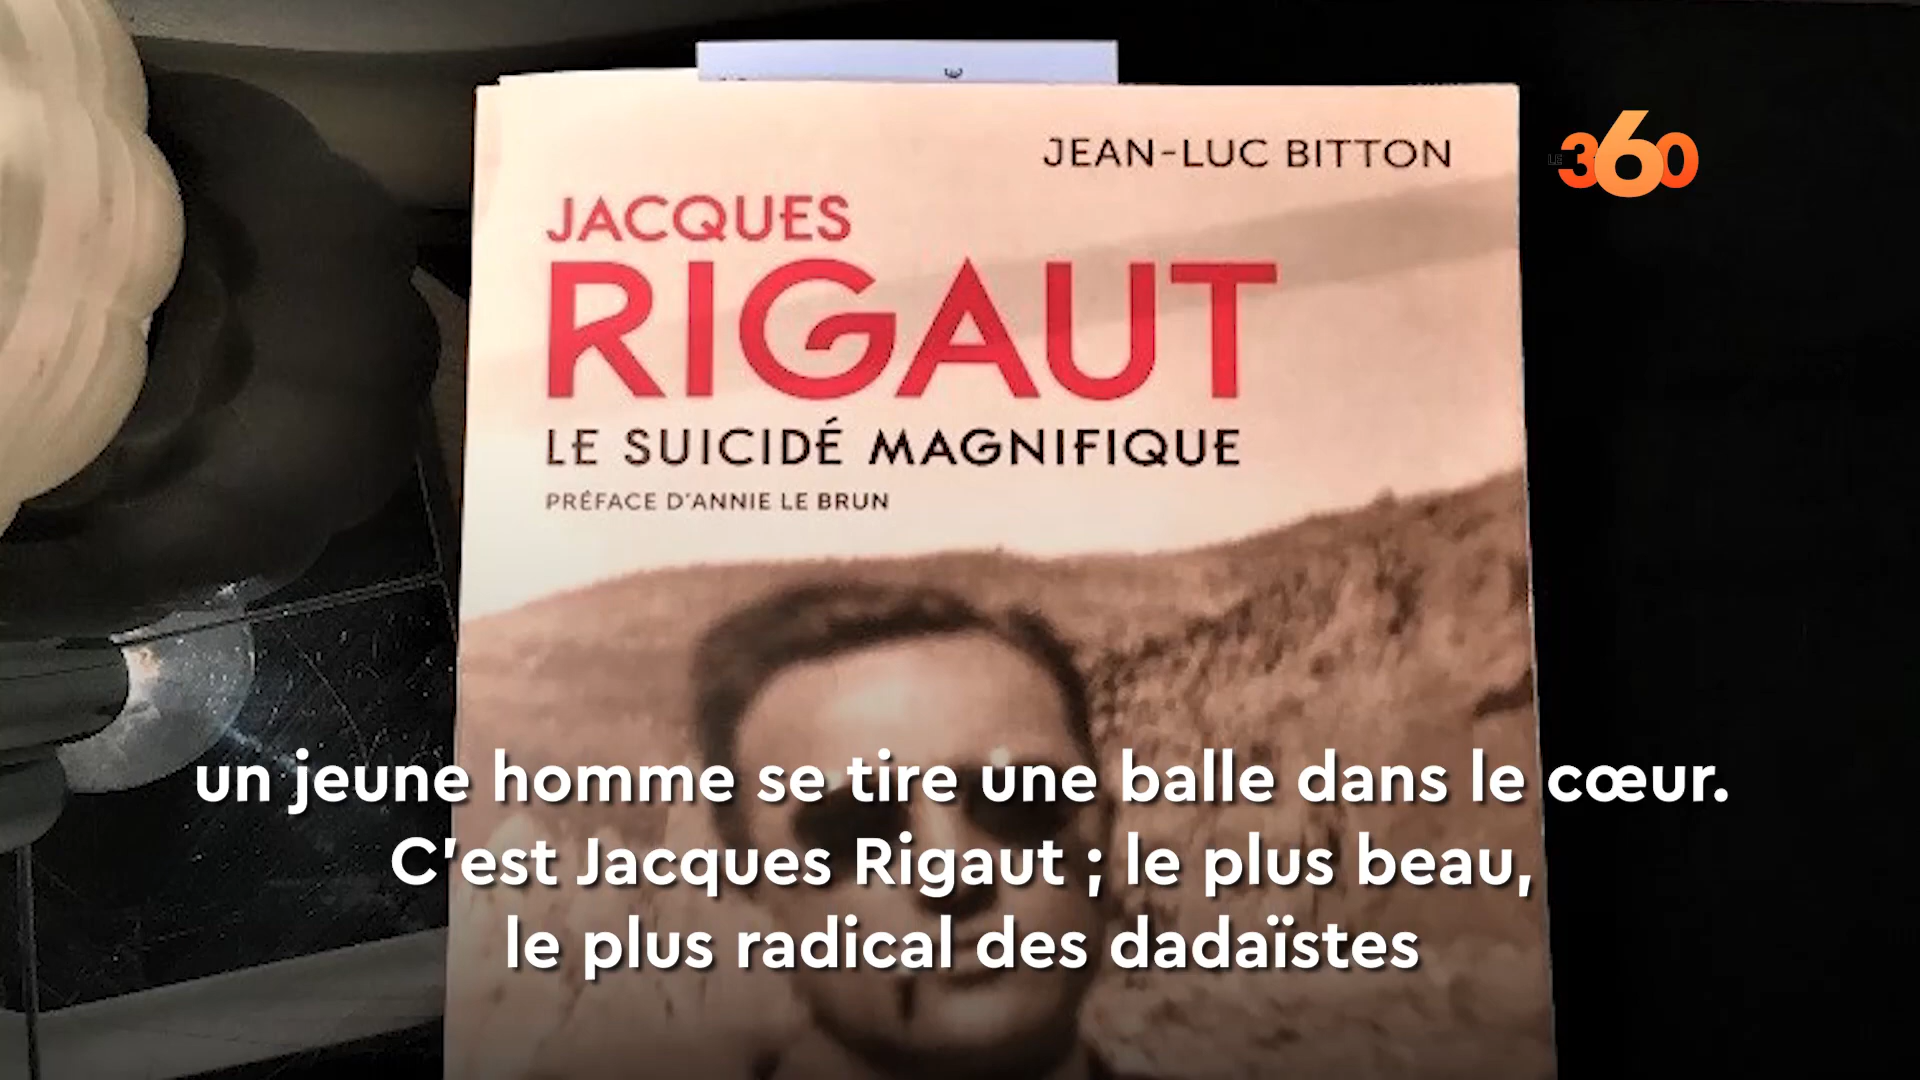 JEAN-LUC BITTON
LE 360
JACQUES
RIGAUT
LE SUICIDÉ MAGNIFIQUE
PRÉFACE D'ANNIE LE BRUN
un jeune homme se tire une balle dans le cœur.
C'est Jacques Rigaut ; le plus beau,
le plus radical des dadaïstes